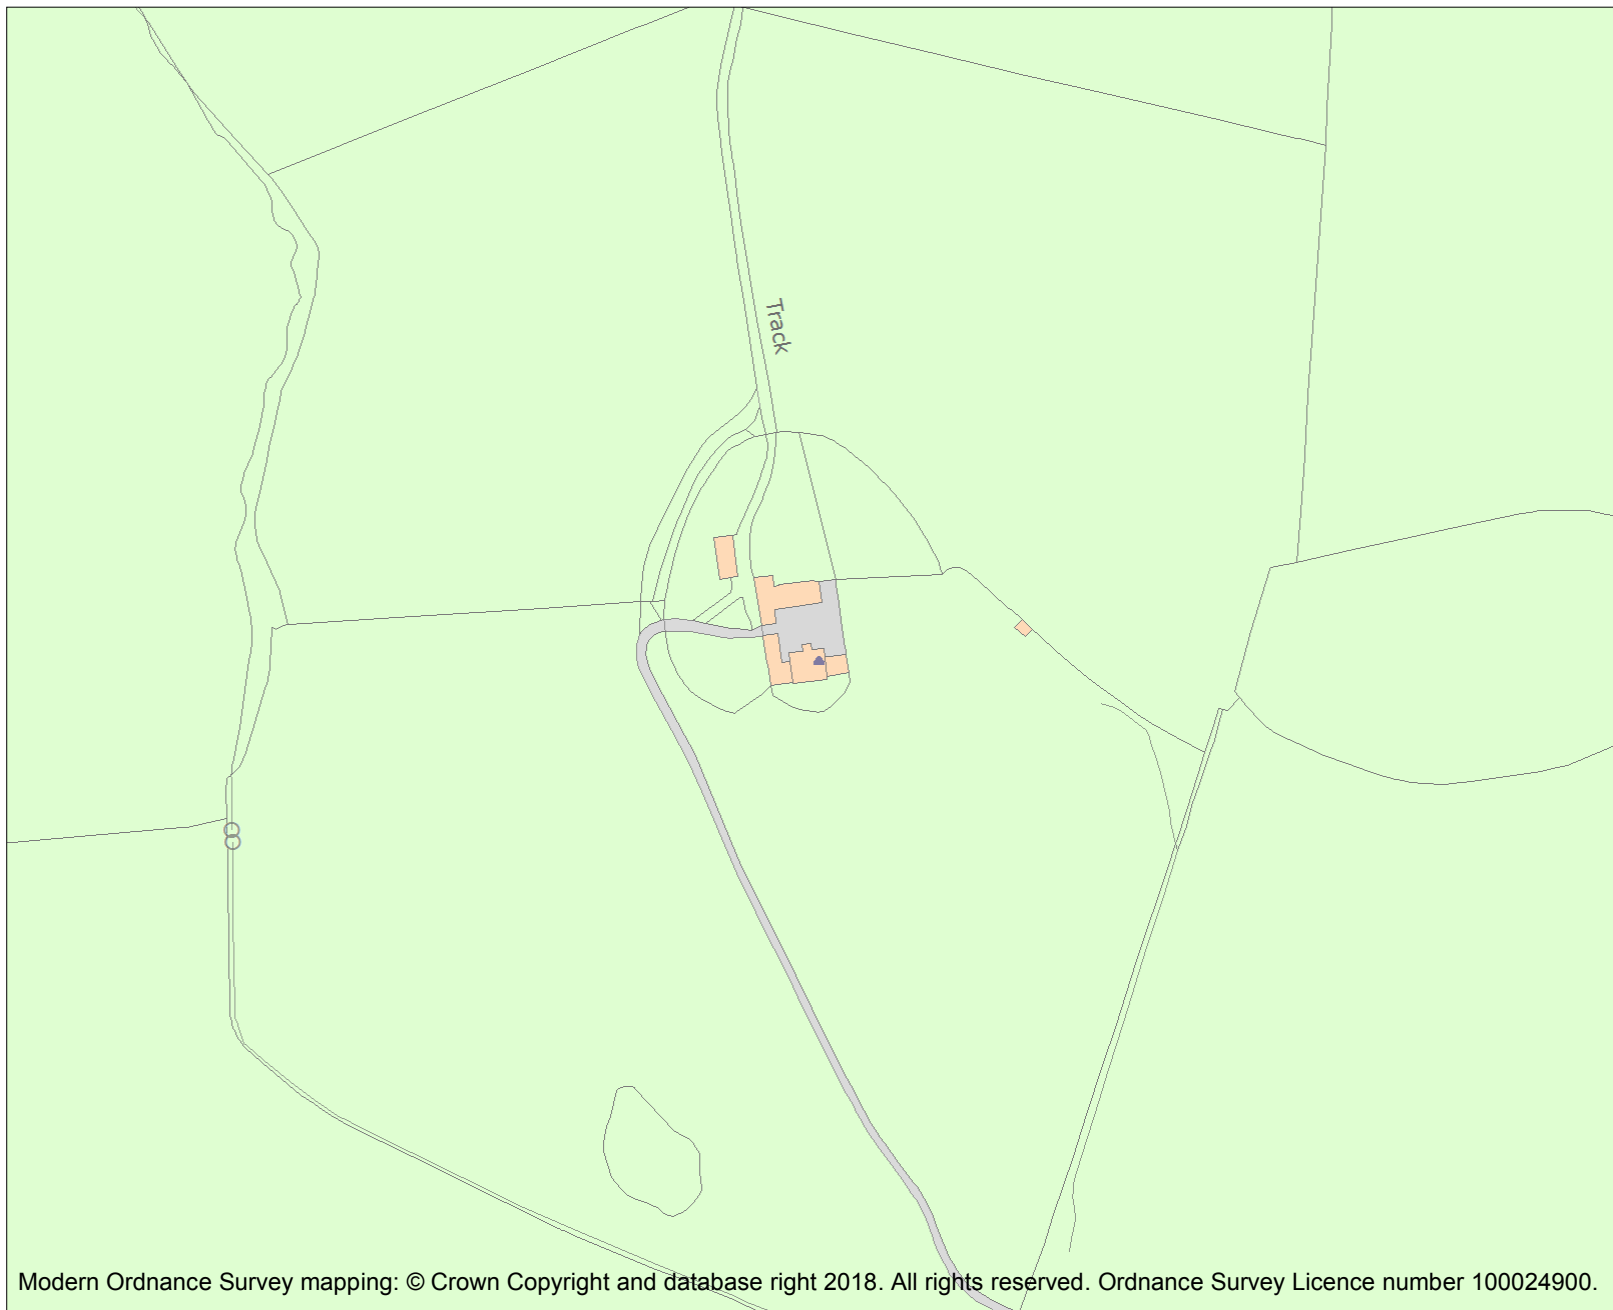 Track
Modern Ordnance Survey mapping: © Crown Copyright and database right 2018. All rights reserved. Ordnance Survey Licence number 100024900.